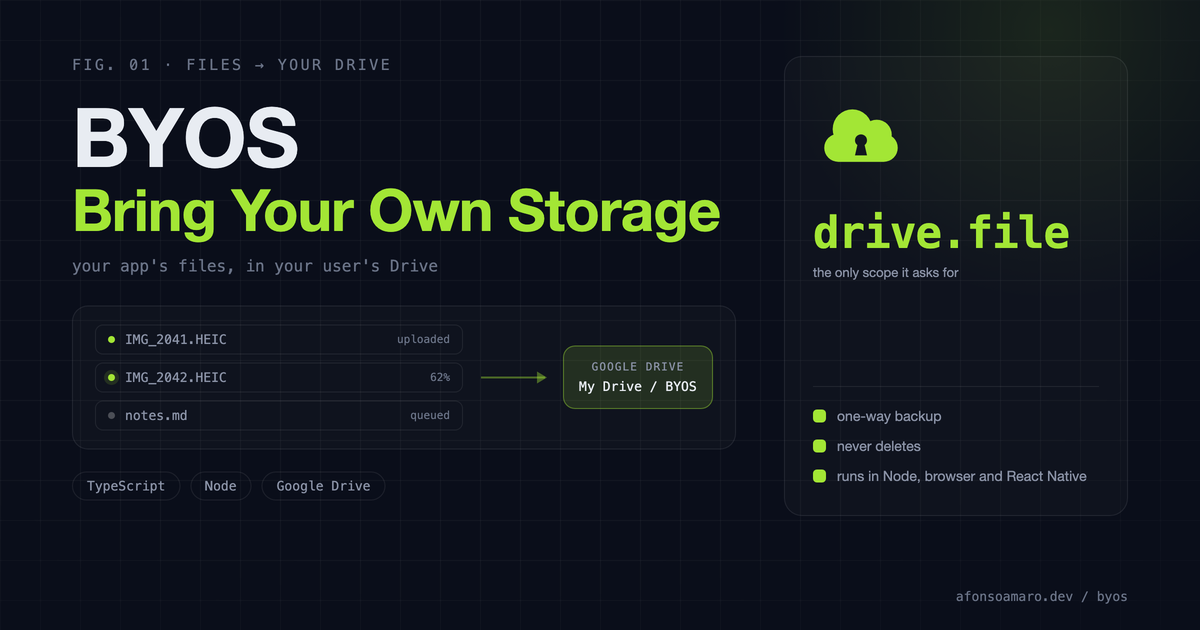 FIG. 01 · FILES → YOUR DRIVE
BYOS
Bring Your Own Storage
your app's files, in your user's Drive
IMG_2041.HEIC uploaded
IMG_2042.HEIC 62%
notes.md queued
GOOGLE DRIVE
My Drive / BYOS
TypeScript Node Google Drive
drive.file
the only scope it asks for
one-way backup
never deletes
runs in Node, browser and React Native
afonsoamaro.dev / byos